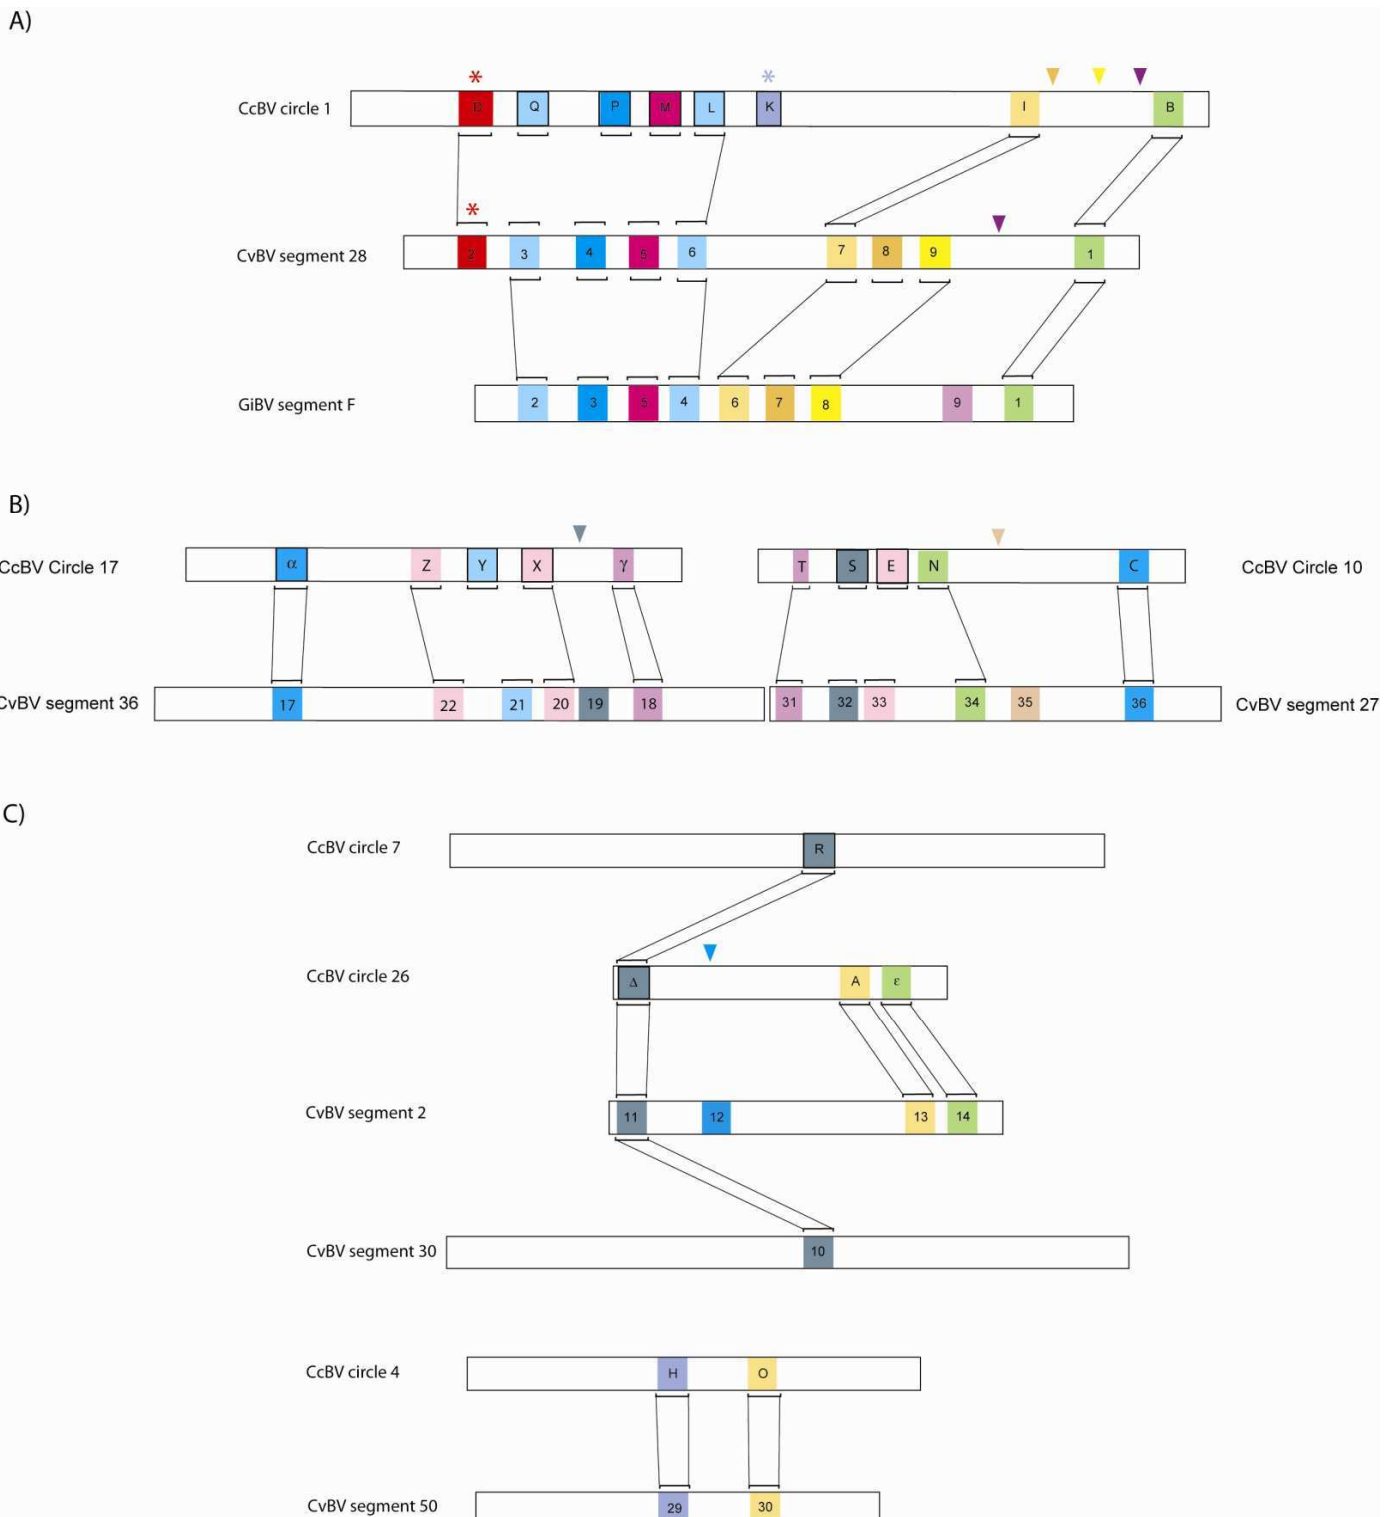 A)
* *
CcBV circle 1 D Q P M L K I B
*
CvBV segment 28 2 3 4 5 6 7 8 9 1
GiBV segment F 2 3 5 4 6 7 8 9 1
B)
CcBV Circle 17 α Z Y X γ T S E N C CcBV Circle 10
CvBV segment 36 17 22 21 20 19 18 31 32 33 34 35 36 CvBV segment 27
C)
CcBV circle 7 R
CcBV circle 26 Δ A ε
CvBV segment 2 11 12 13 14
CvBV segment 30 10
CcBV circle 4 H O
CvBV segment 50 29 30